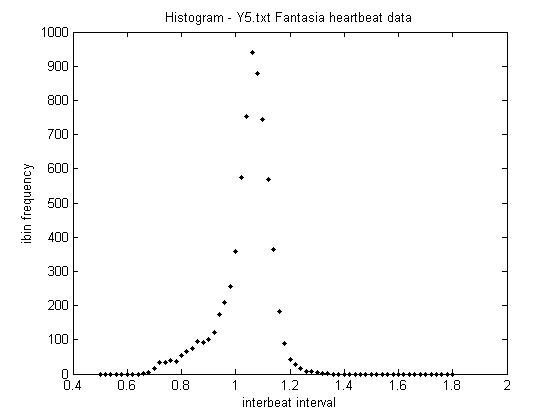 Histogram - Y5.txt Fantasia heartbeat data
1000
900
800
700
600
500
400
300
200
100
0
ibin frequency
0.4 0.6 0.8 1 1.2 1.4 1.6 1.8 2
interbeat interval